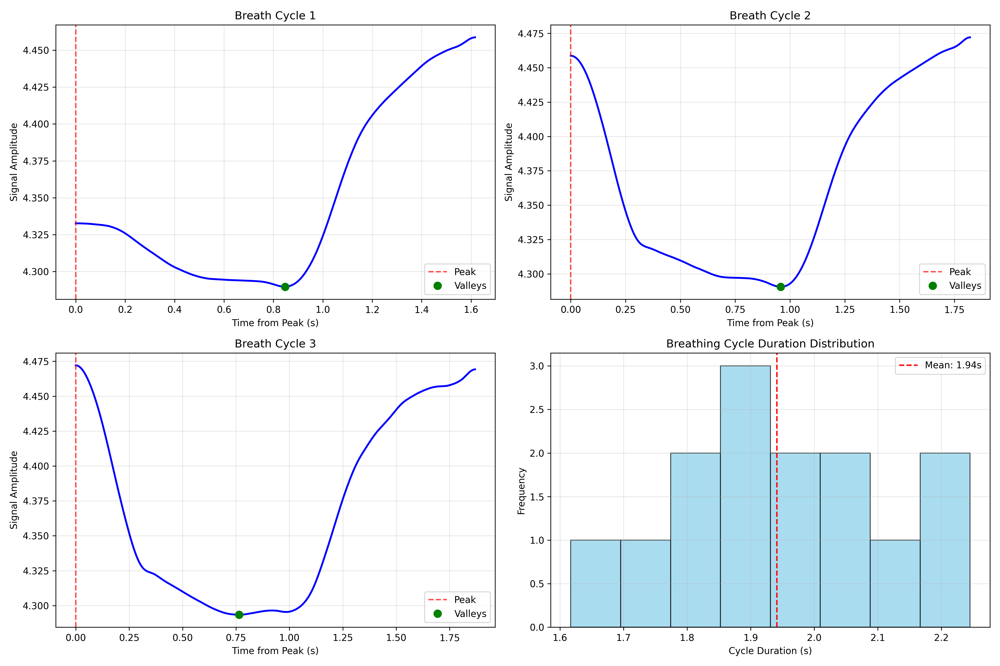 Breath Cycle 1
Signal Amplitude
4.450
4.425
4.400
4.375
4.350
4.325
4.300
0.0 0.2 0.4 0.6 0.8 1.0 1.2 1.4 1.6
Time from Peak (s)
Peak
Valleys
Breath Cycle 2
Signal Amplitude
4.475
4.450
4.425
4.400
4.375
4.350
4.325
4.300
0.00 0.25 0.50 0.75 1.00 1.25 1.50 1.75
Time from Peak (s)
Peak
Valleys
Breath Cycle 3
Signal Amplitude
4.475
4.450
4.425
4.400
4.375
4.350
4.325
4.300
0.00 0.25 0.50 0.75 1.00 1.25 1.50 1.75
Time from Peak (s)
Peak
Valleys
Breathing Cycle Duration Distribution
Frequency
3.0
2.5
2.0
1.5
1.0
0.5
0.0
1.6 1.7 1.8 1.9 2.0 2.1 2.2
Cycle Duration (s)
Mean: 1.94s